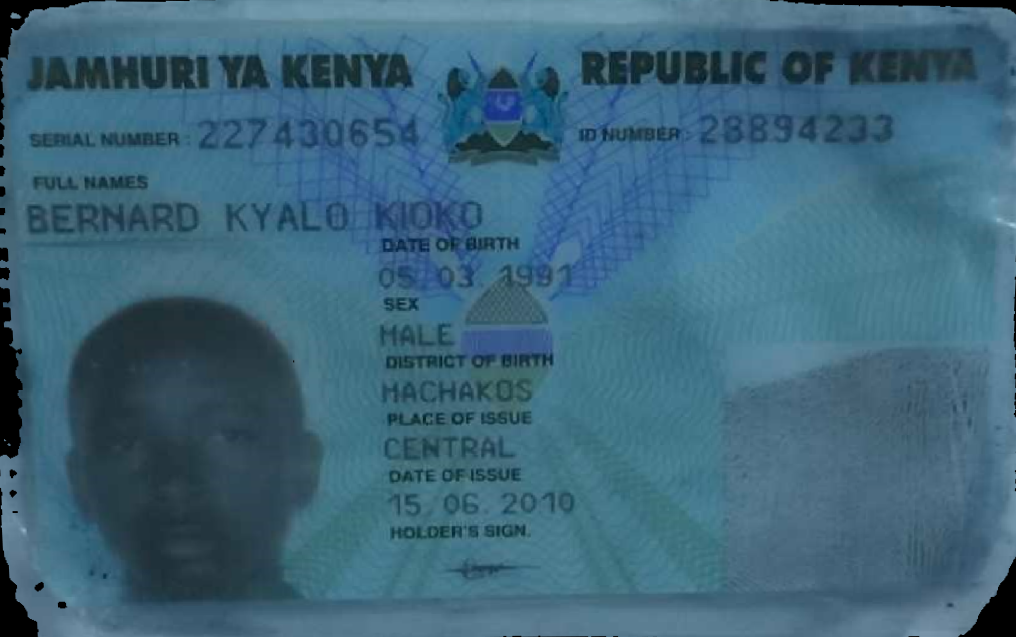 JAMHURI YA KENYA REPUBLIC OF KENYA
SERIAL NUMBER : 227430654 ID NUMBER : 28894233
FULL NAMES
BERNARD KYALO KIOKO
DATE OF BIRTH
05. 03. 1991
SEX
MALE
DISTRICT OF BIRTH
MACHAKOS
PLACE OF ISSUE
CENTRAL
DATE OF ISSUE
15. 06. 2010
HOLDER'S SIGN.